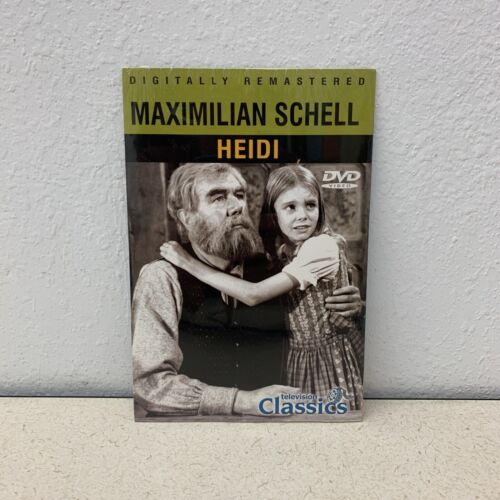 DIGITALLY REMASTERED
MAXIMILIAN SCHELL
HEIDI
DVD
VIDEO
television
Classics